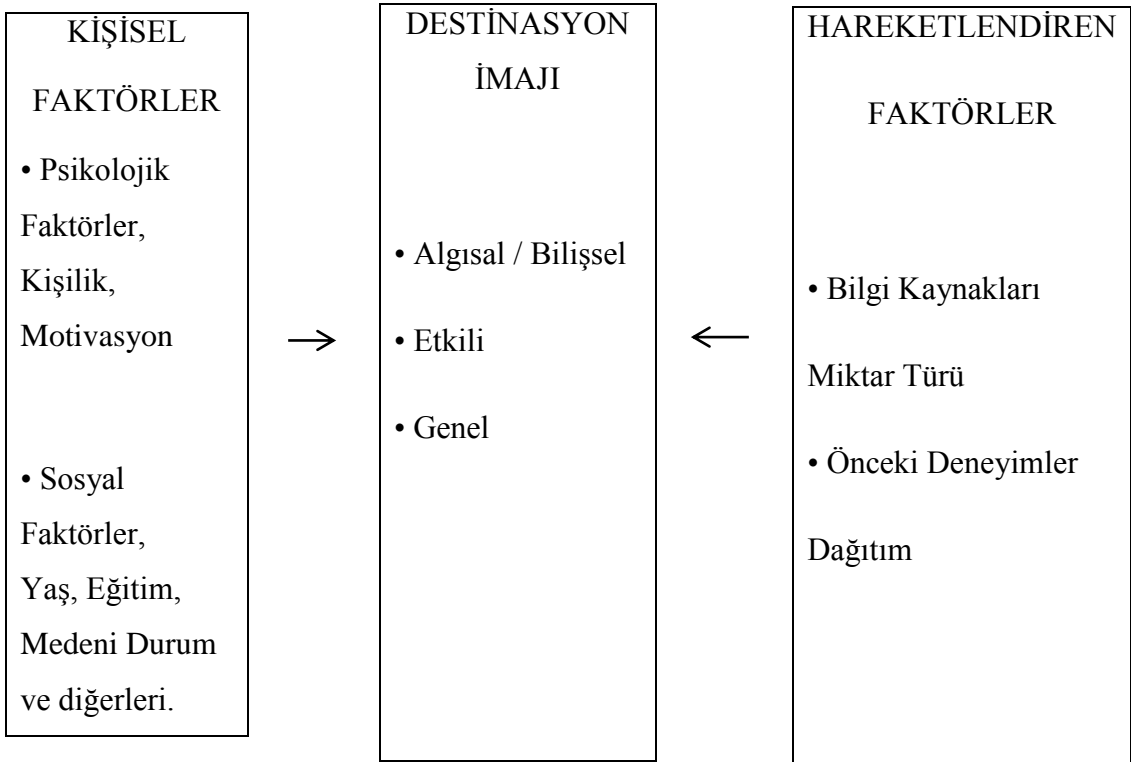 KİŞİSEL
FAKTÖRLER
• Psikolojik
Faktörler,
Kişilik,
Motivasyon
• Sosyal
Faktörler,
Yaş, Eğitim,
Medeni Durum
ve diğerleri.
DESTİNASYON
İMAJI
• Algısal / Bilişsel
• Etkili
• Genel
HAREKETLENDİREN
FAKTÖRLER
• Bilgi Kaynakları
Miktar Türü
• Önceki Deneyimler
Dağıtım